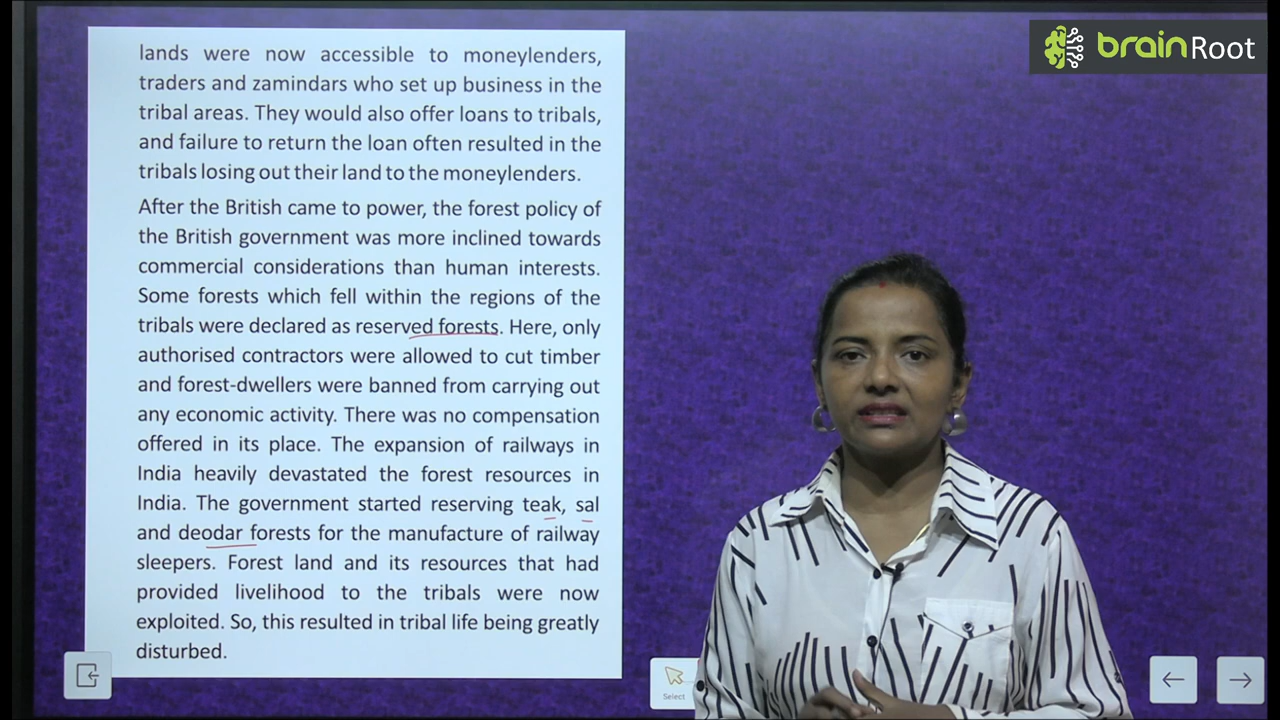 brainRoot
lands were now accessible to moneylenders,
traders and zamindars who set up business in the
tribal areas. They would also offer loans to tribals,
and failure to return the loan often resulted in the
tribals losing out their land to the moneylenders.
After the British came to power, the forest policy of
the British government was more inclined towards
commercial considerations than human interests.
Some forests which fell within the regions of the
tribals were declared as reserved forests. Here, only
authorised contractors were allowed to cut timber
and forest-dwellers were banned from carrying out
any economic activity. There was no compensation
offered in its place. The expansion of railways in
India heavily devastated the forest resources in
India. The government started reserving teak, sal
and deodar forests for the manufacture of railway
sleepers. Forest land and its resources that had
provided livelihood to the tribals were now
exploited. So, this resulted in tribal life being greatly
disturbed.
Select